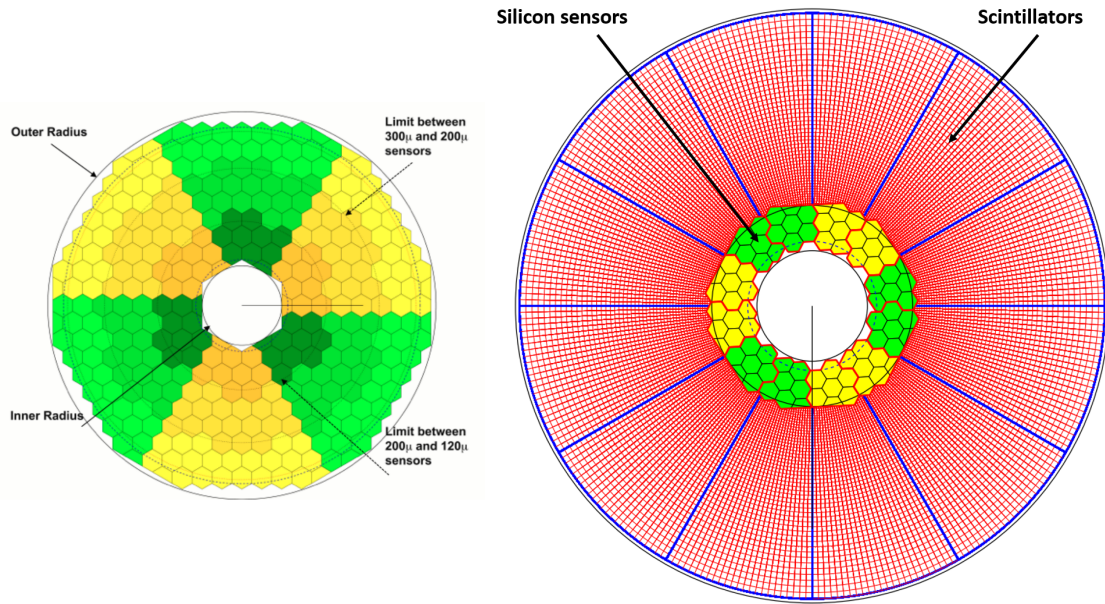 Silicon sensors
Scintillators
Outer Radius
Limit between
300μ and 200μ
sensors
Inner Radius
Limit between
200μ and 120μ
sensors